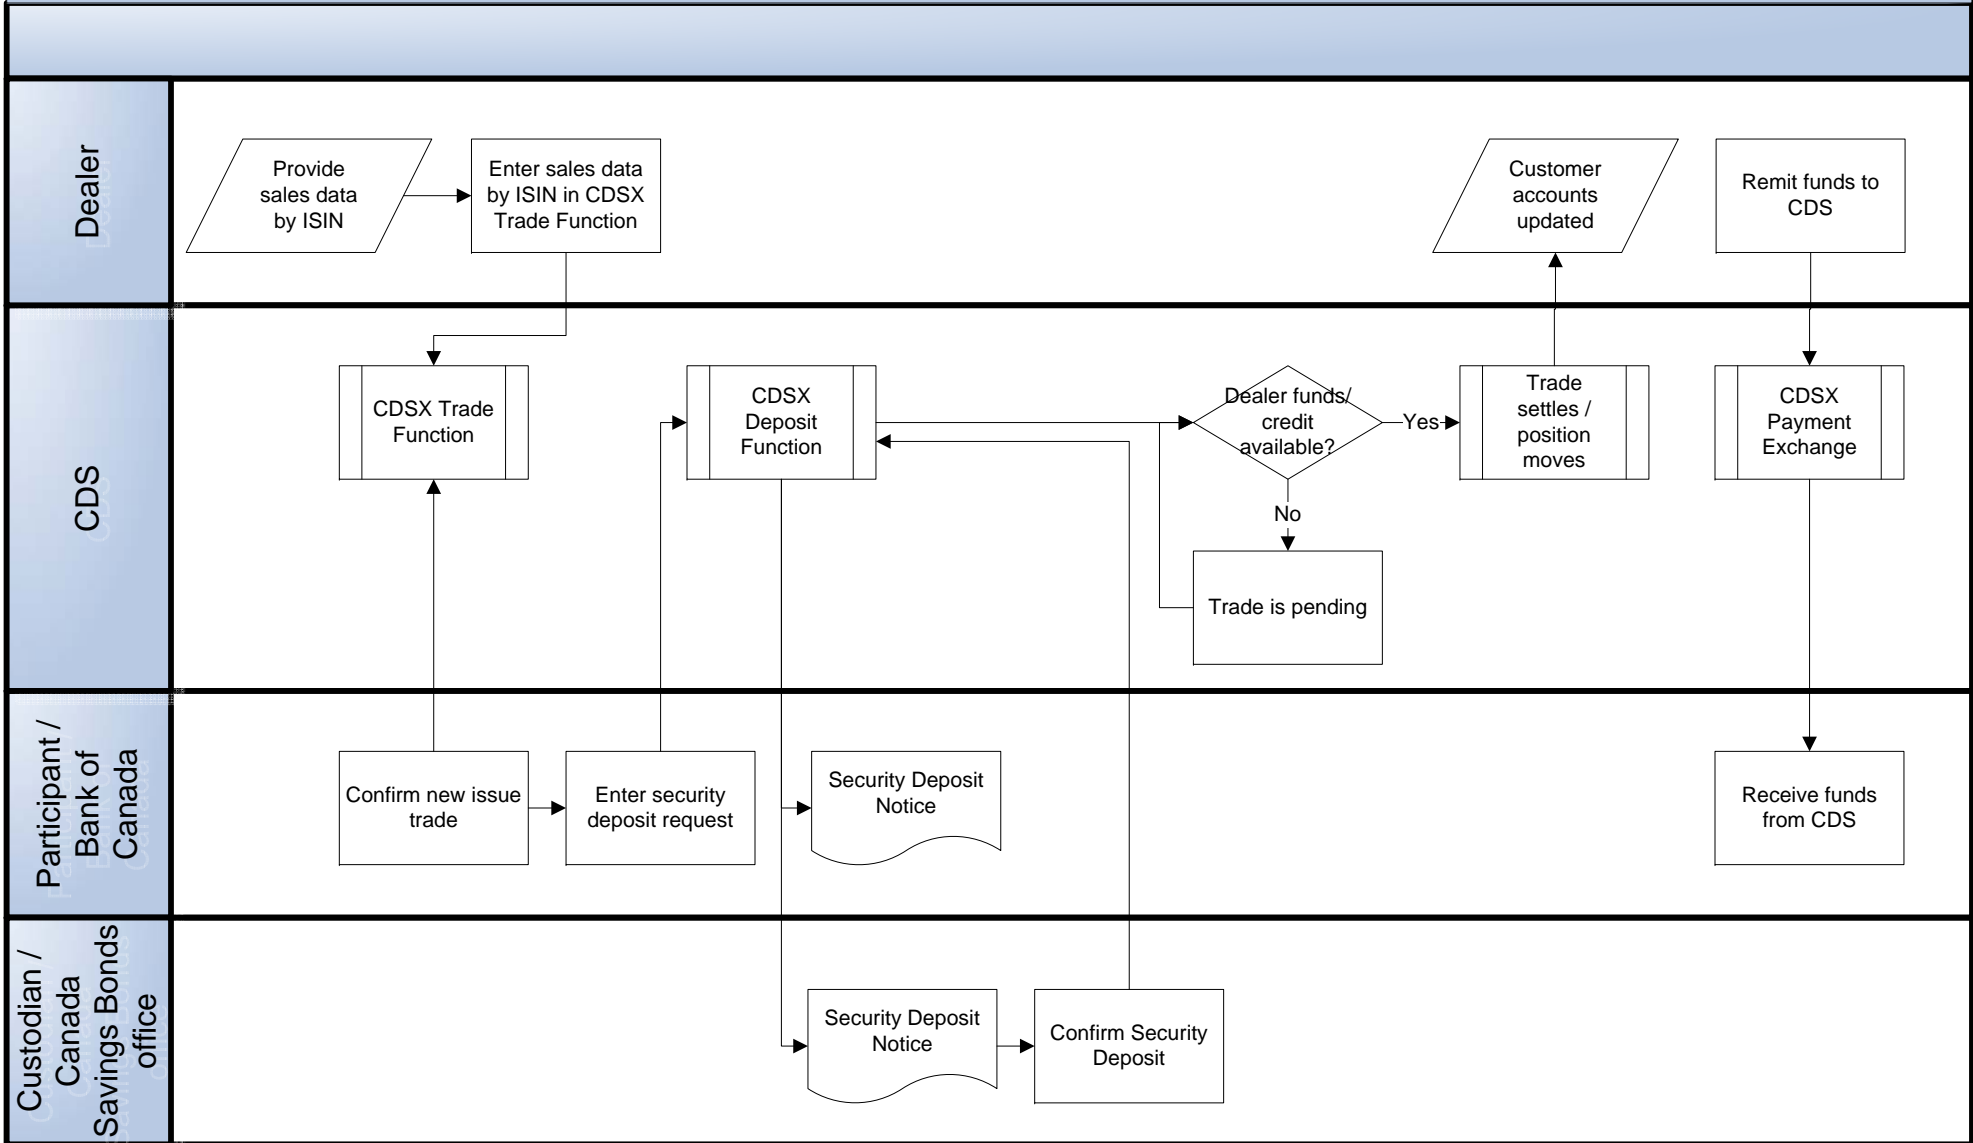 Dealer
Provide
sales data
by ISIN
Enter sales data
by ISIN in CDSX
Trade Function
Customer
accounts
updated
Remit funds to
CDS
CDS
CDSX Trade
Function
CDSX
Deposit
Function
Dealer funds/
credit
available?
Yes
No
Trade is pending
Trade
settles /
position
moves
CDSX
Payment
Exchange
Participant /
Bank of
Canada
Confirm new issue
trade
Enter security
deposit request
Security Deposit
Notice
Receive funds
from CDS
Custodian /
Canada
Savings Bonds
office
Security Deposit
Notice
Confirm Security
Deposit